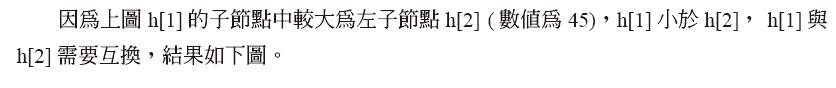 因爲上圖 h[1] 的子節點中較大爲左子節點 h[2] ( 數值爲 45)，h[1] 小於 h[2]， h[1] 與
h[2] 需要互換，結果如下圖。